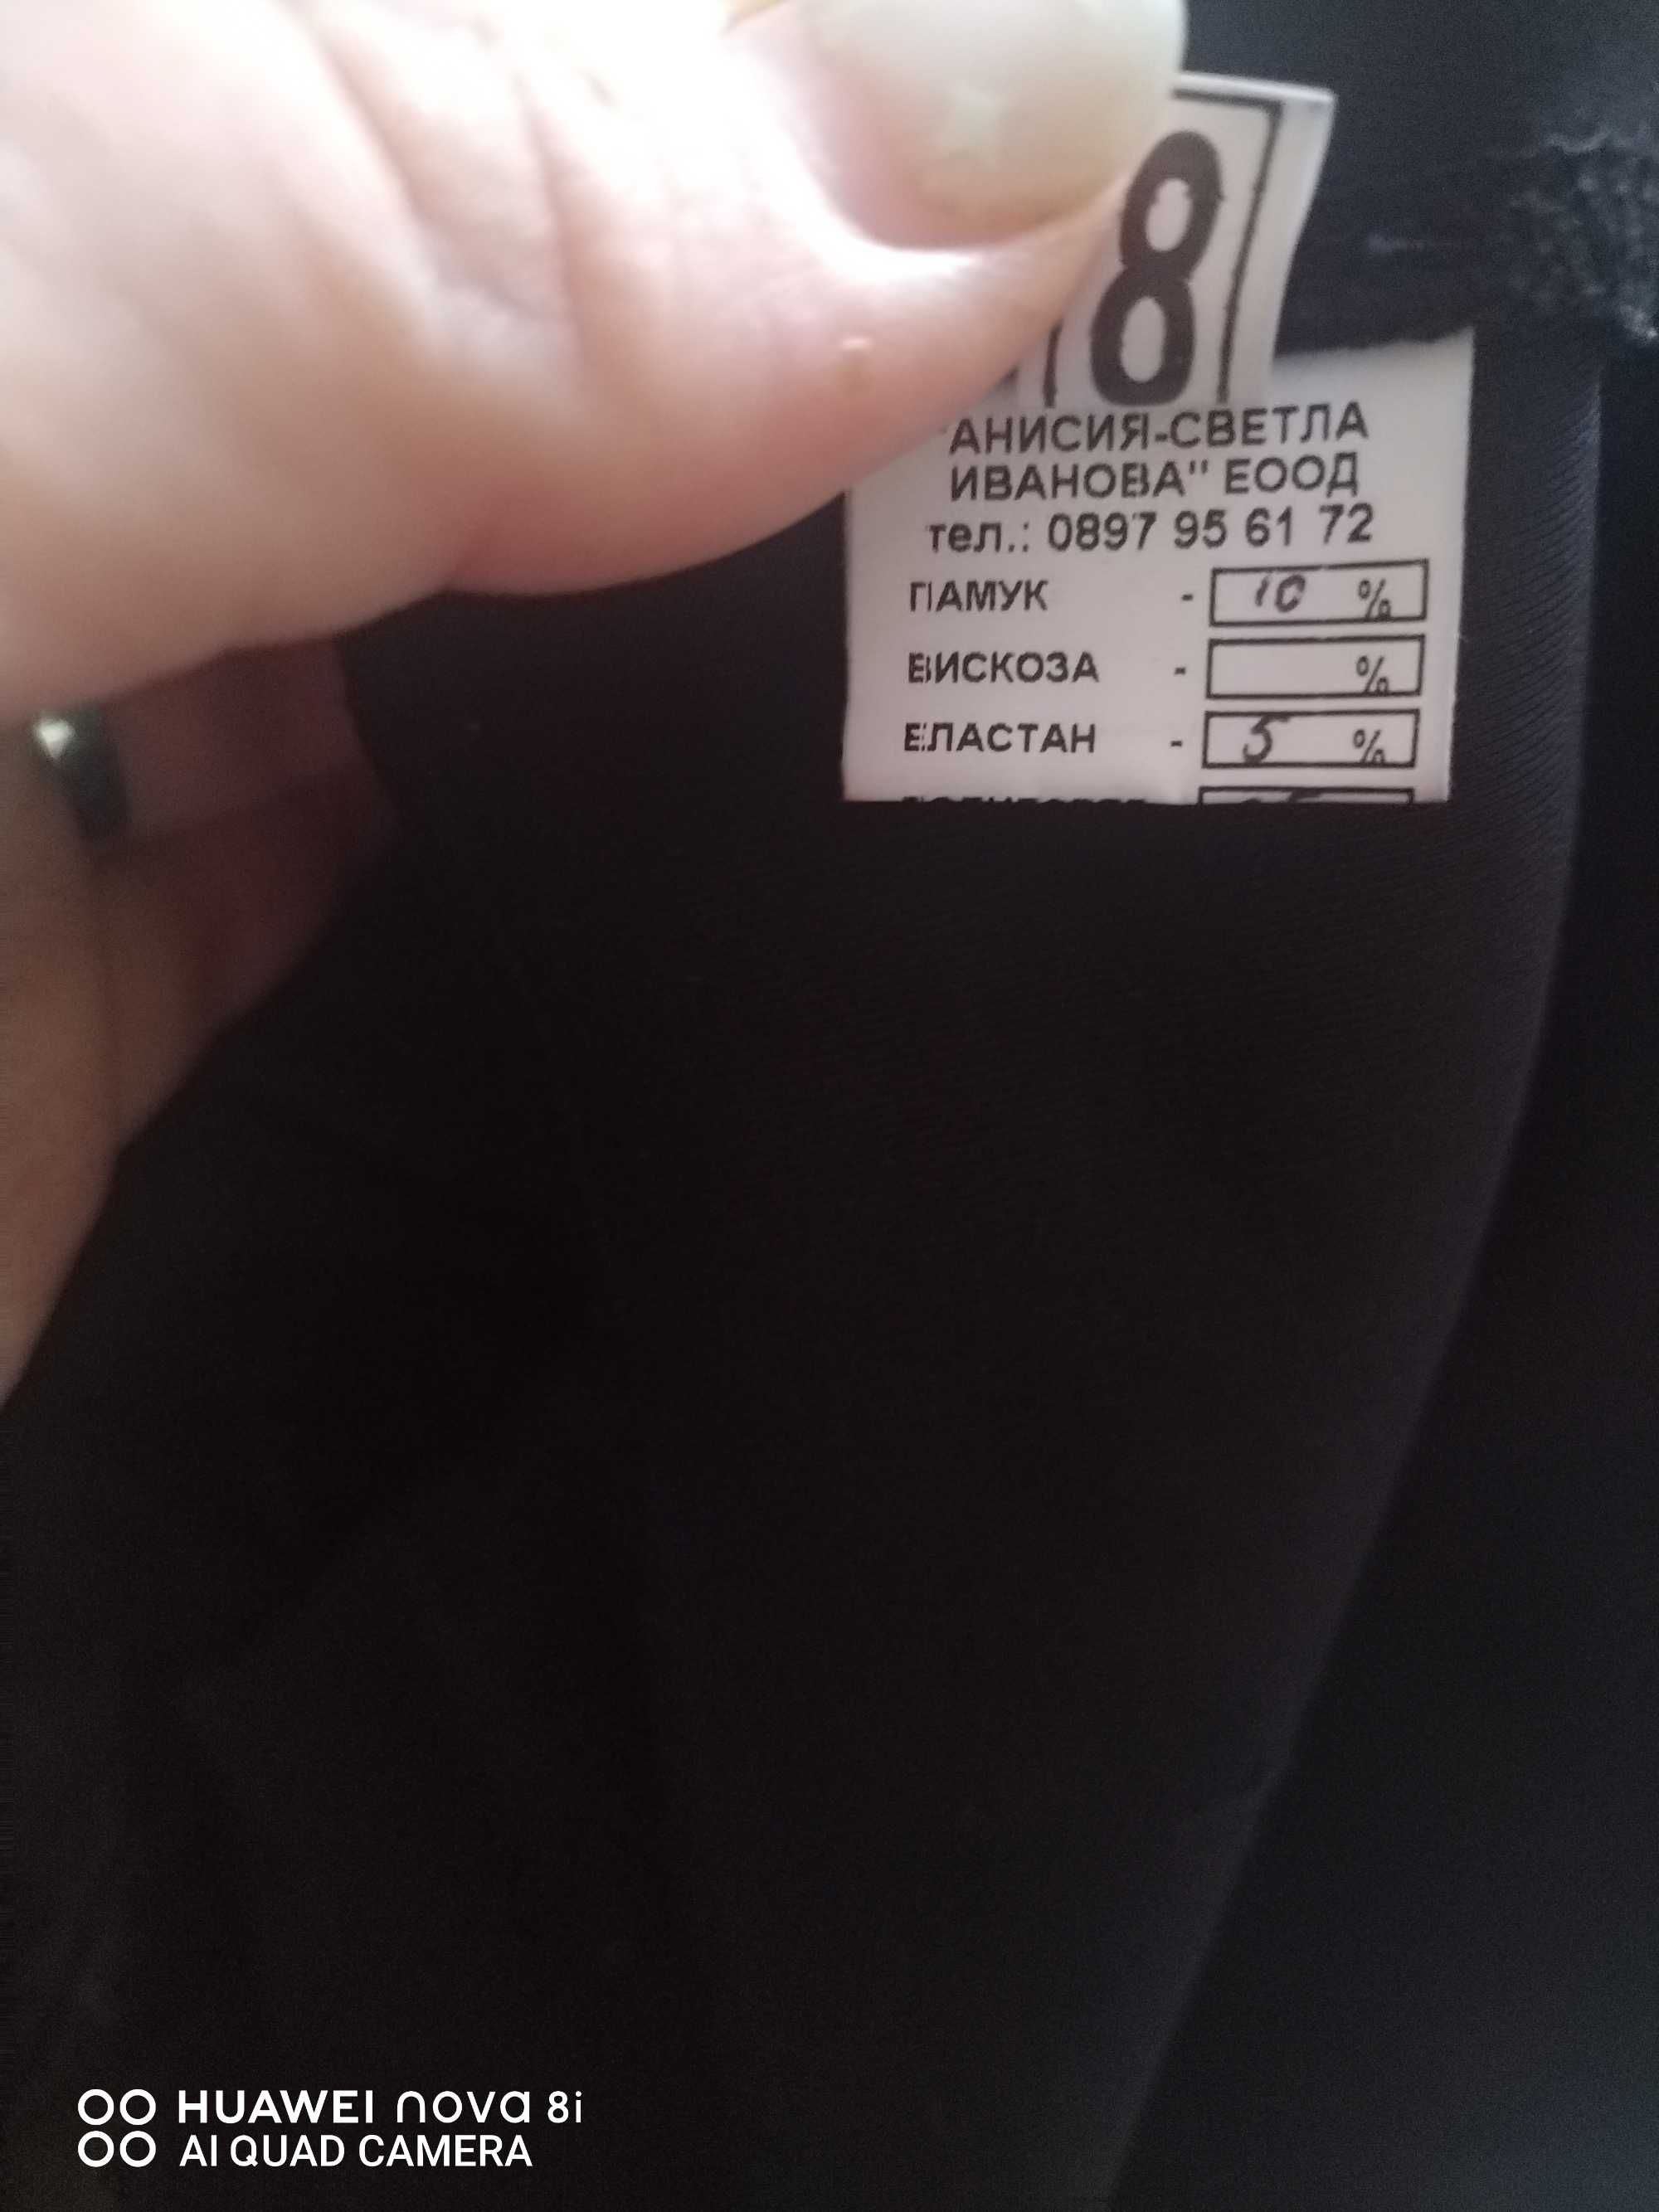 8
"АНИСИЯ-СВЕТЛА
ИВАНОВА" ЕООД
тел.: 0897 95 61 72
ПАМУК - 10 %
ВИСКОЗА - %
ЕЛАСТАН - 5 %
HUAWEI nova 8i
AI QUAD CAMERA